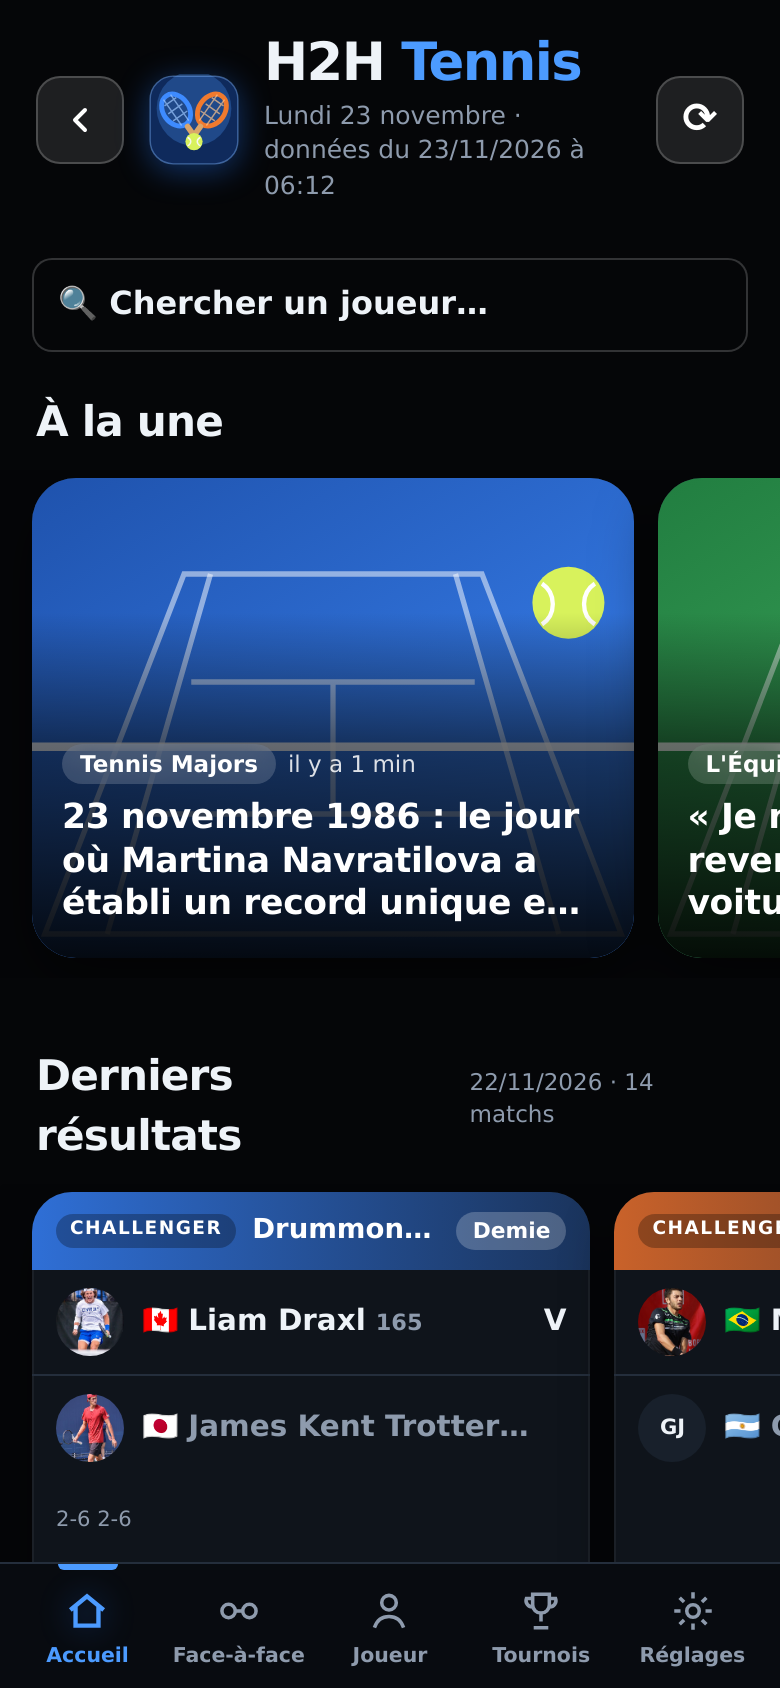 H2H Tennis
Lundi 23 novembre ·
données du 23/11/2026 à
06:12
Chercher un joueur…
À la une
Tennis Majors il y a 1 min
23 novembre 1986 : le jour
où Martina Navratilova a
établi un record unique e…
L'Équi
« Je
Derniers
résultats
22/11/2026 · 14
matchs
CHALLENGER Drummon… Demie
Liam Draxl 165 V
James Kent Trotter…
2-6 2-6
GJ
Accueil
Face-à-face
Joueur
Tournois
Réglages